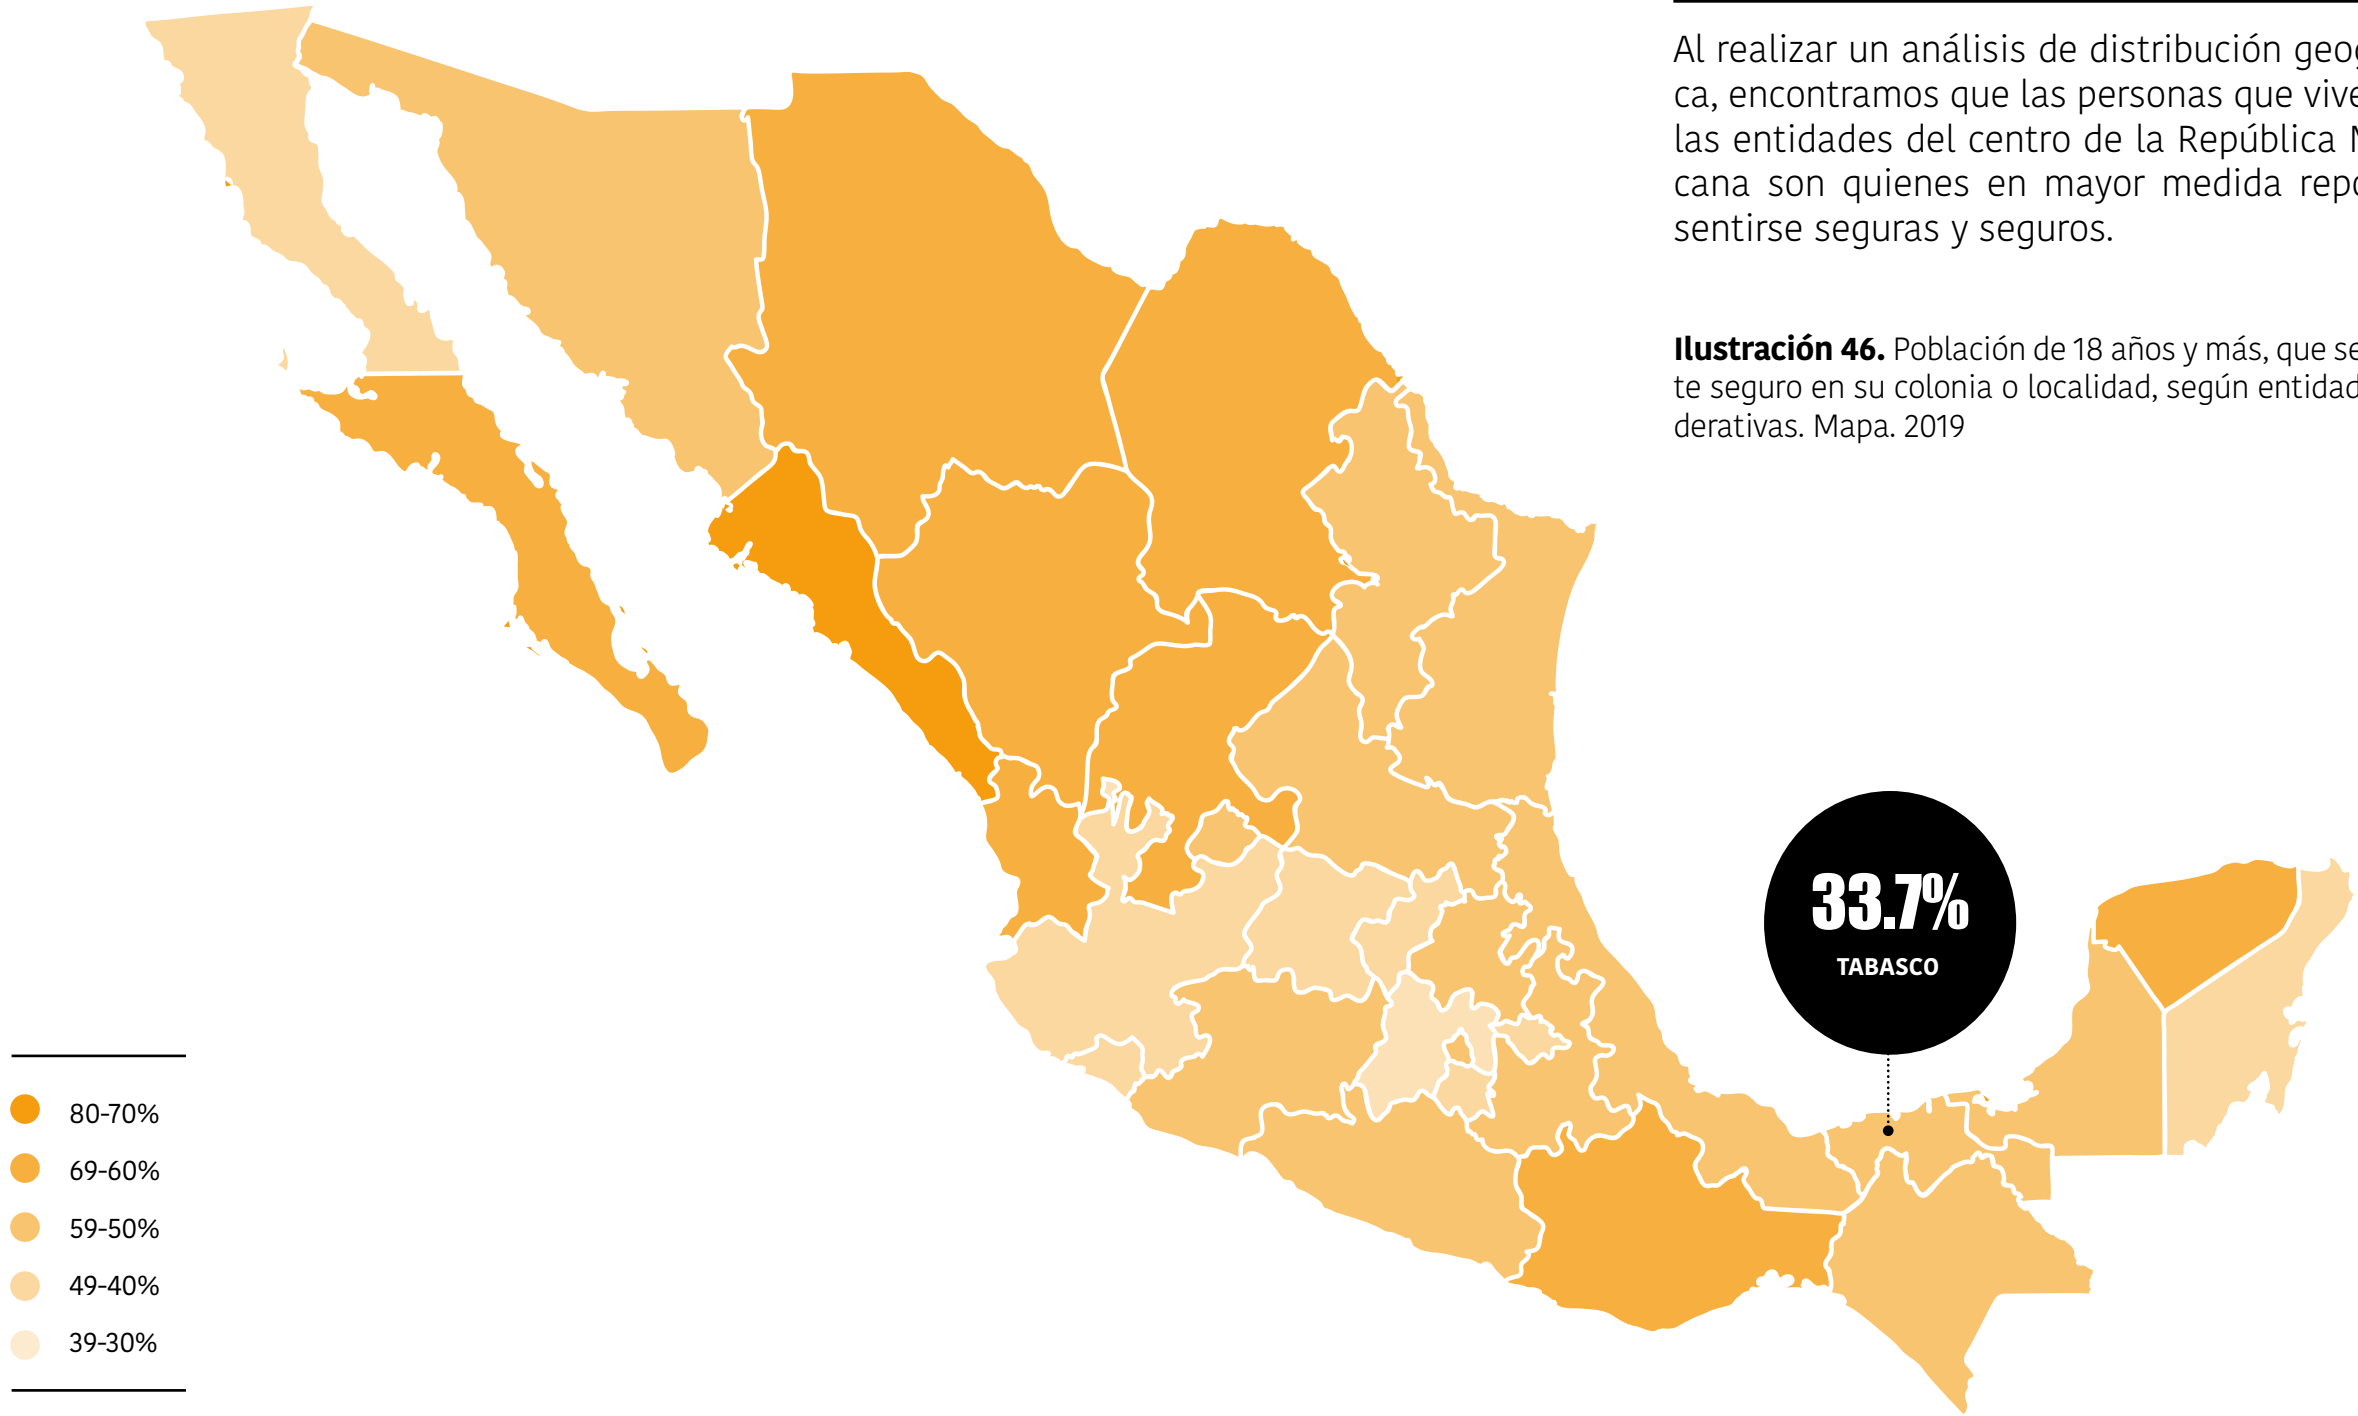 Al realizar un análisis de distribución geog
ca, encontramos que las personas que vive
las entidades del centro de la República M
cana son quienes en mayor medida repo
sentirse seguras y seguros.
Ilustración 46. Población de 18 años y más, que se
te seguro en su colonia o localidad, según entidad
derativas. Mapa. 2019
33.7%
TABASCO
80-70%
69-60%
59-50%
49-40%
39-30%